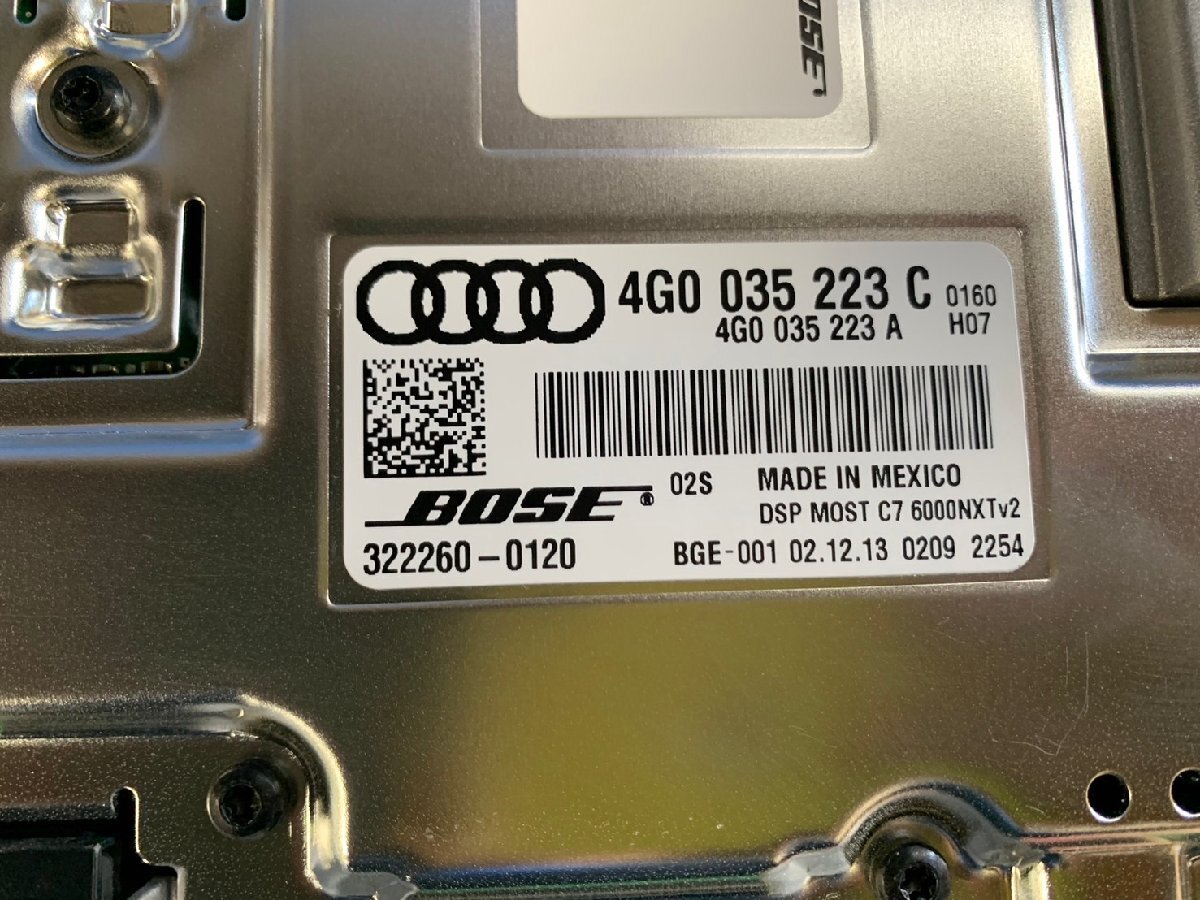 BOSE
4G0 035 223 C 0160
4G0 035 223 A H07
BOSE® 02S MADE IN MEXICO
DSP MOST C7 6000NXTv2
322260-0120 BGE-001 02.12.13 0209 2254